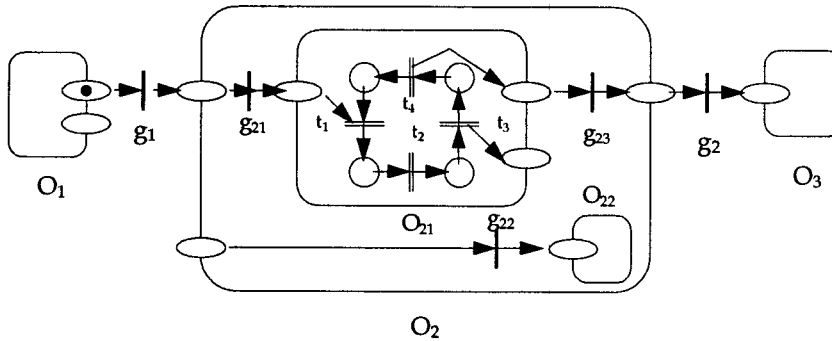 t₄
t₁
t₂
t₃
g₁
g₂₁
g₂₃
g₂
O₁
O₃
O₂₁
O₂₂
g₂₂
O₂